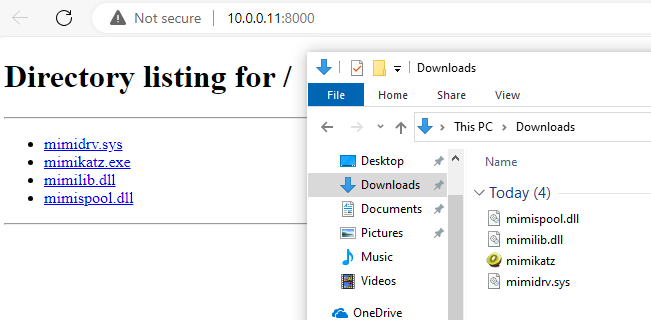 Not secure 10.0.0.11:8000
Directory listing for /
mimidrv.sys
mimikatz.exe
mimilib.dll
mimispool.dll
Downloads
File Home Share View
This PC > Downloads
Name
Desktop
Downloads
Documents
Pictures
Music
Videos
OneDrive
Today (4)
mimispool.dll
mimilib.dll
mimikatz
mimidrv.sys